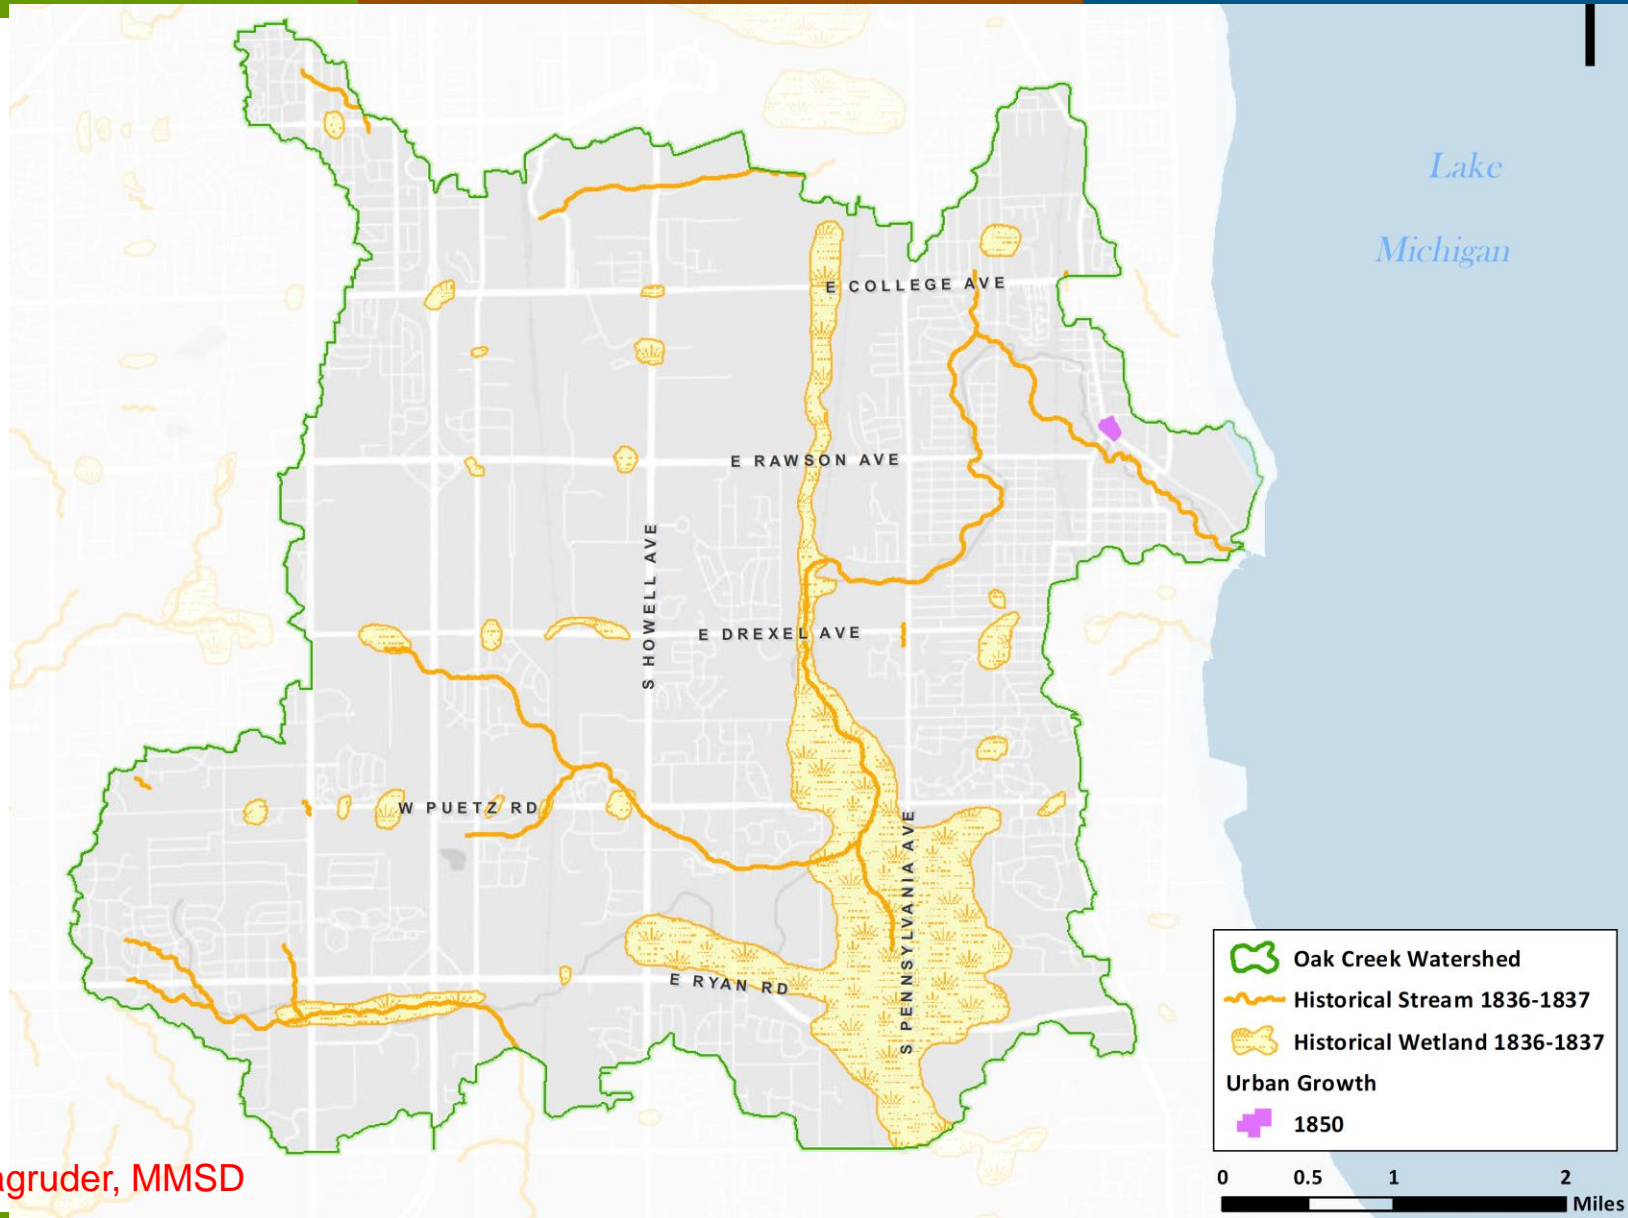 Lake
Michigan
E COLLEGE AVE
E RAWSON AVE
S HOWELL AVE
E DREXEL AVE
W PUETZ RD
S PENNSYLVANIA AVE
E RYAN RD
Oak Creek Watershed
Historical Stream 1836-1837
Historical Wetland 1836-1837
Urban Growth
1850
0 0.5 1 2
Miles
gruder, MMSD